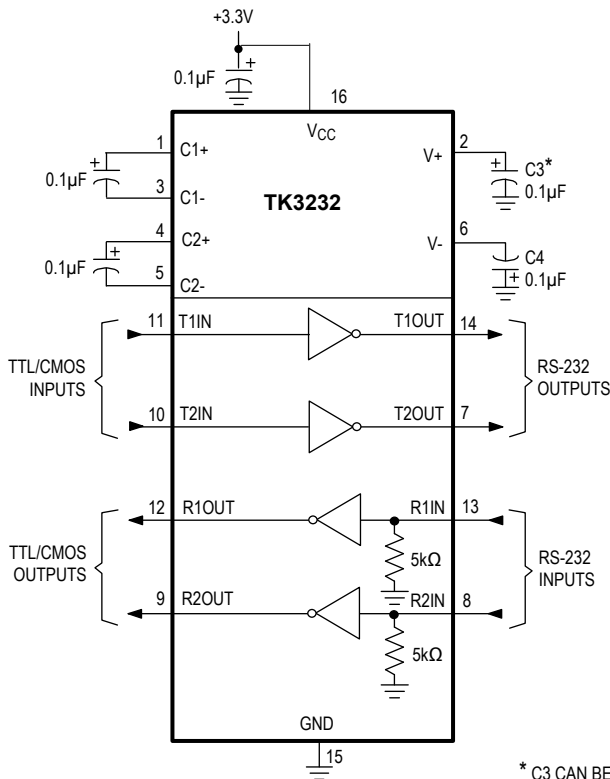 +3.3V
0.1µF
+
16
VCC
1
C1+
+
0.1µF
3
C1-
4
C2+
+
0.1µF
5
C2-
TK3232
2
V+
+
C3*
0.1µF
6
V-
C4
+
0.1µF
TTL/CMOS
INPUTS
11
T1IN
T1OUT
14
10
T2IN
T2OUT
7
RS-232
OUTPUTS
TTL/CMOS
OUTPUTS
12
R1OUT
R1IN
13
5kΩ
9
R2OUT
R2IN
8
5kΩ
RS-232
INPUTS
GND
15
* C3 CAN BE